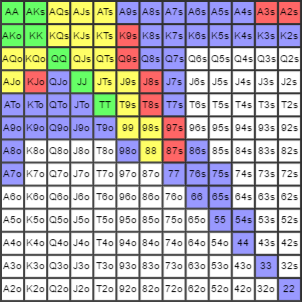 AA AKs AQs AJs ATs A9s A8s A7s A6s A5s A4s A3s A2s
AKo KK KQs KJs KTs K9s K8s K7s K6s K5s K4s K3s K2s
AQo KQo QQ QJs QTs Q9s Q8s Q7s Q6s Q5s Q4s Q3s Q2s
AJo KJo QJo JJ JTs J9s J8s J7s J6s J5s J4s J3s J2s
ATo KTo QTo JTo TT T9s T8s T7s T6s T5s T4s T3s T2s
A9o K9o Q9o J9o T9o 99 98s 97s 96s 95s 94s 93s 92s
A8o K8o Q8o J8o T8o 98o 88 87s 86s 85s 84s 83s 82s
A7o K7o Q7o J7o T7o 97o 87o 77 76s 75s 74s 73s 72s
A6o K6o Q6o J6o T6o 96o 86o 76o 66 65s 64s 63s 62s
A5o K5o Q5o J5o T5o 95o 85o 75o 65o 55 54s 53s 52s
A4o K4o Q4o J4o T4o 94o 84o 74o 64o 54o 44 43s 42s
A3o K3o Q3o J3o T3o 93o 83o 73o 63o 53o 43o 33 32s
A2o K2o Q2o J2o T2o 92o 82o 72o 62o 52o 42o 32o 22